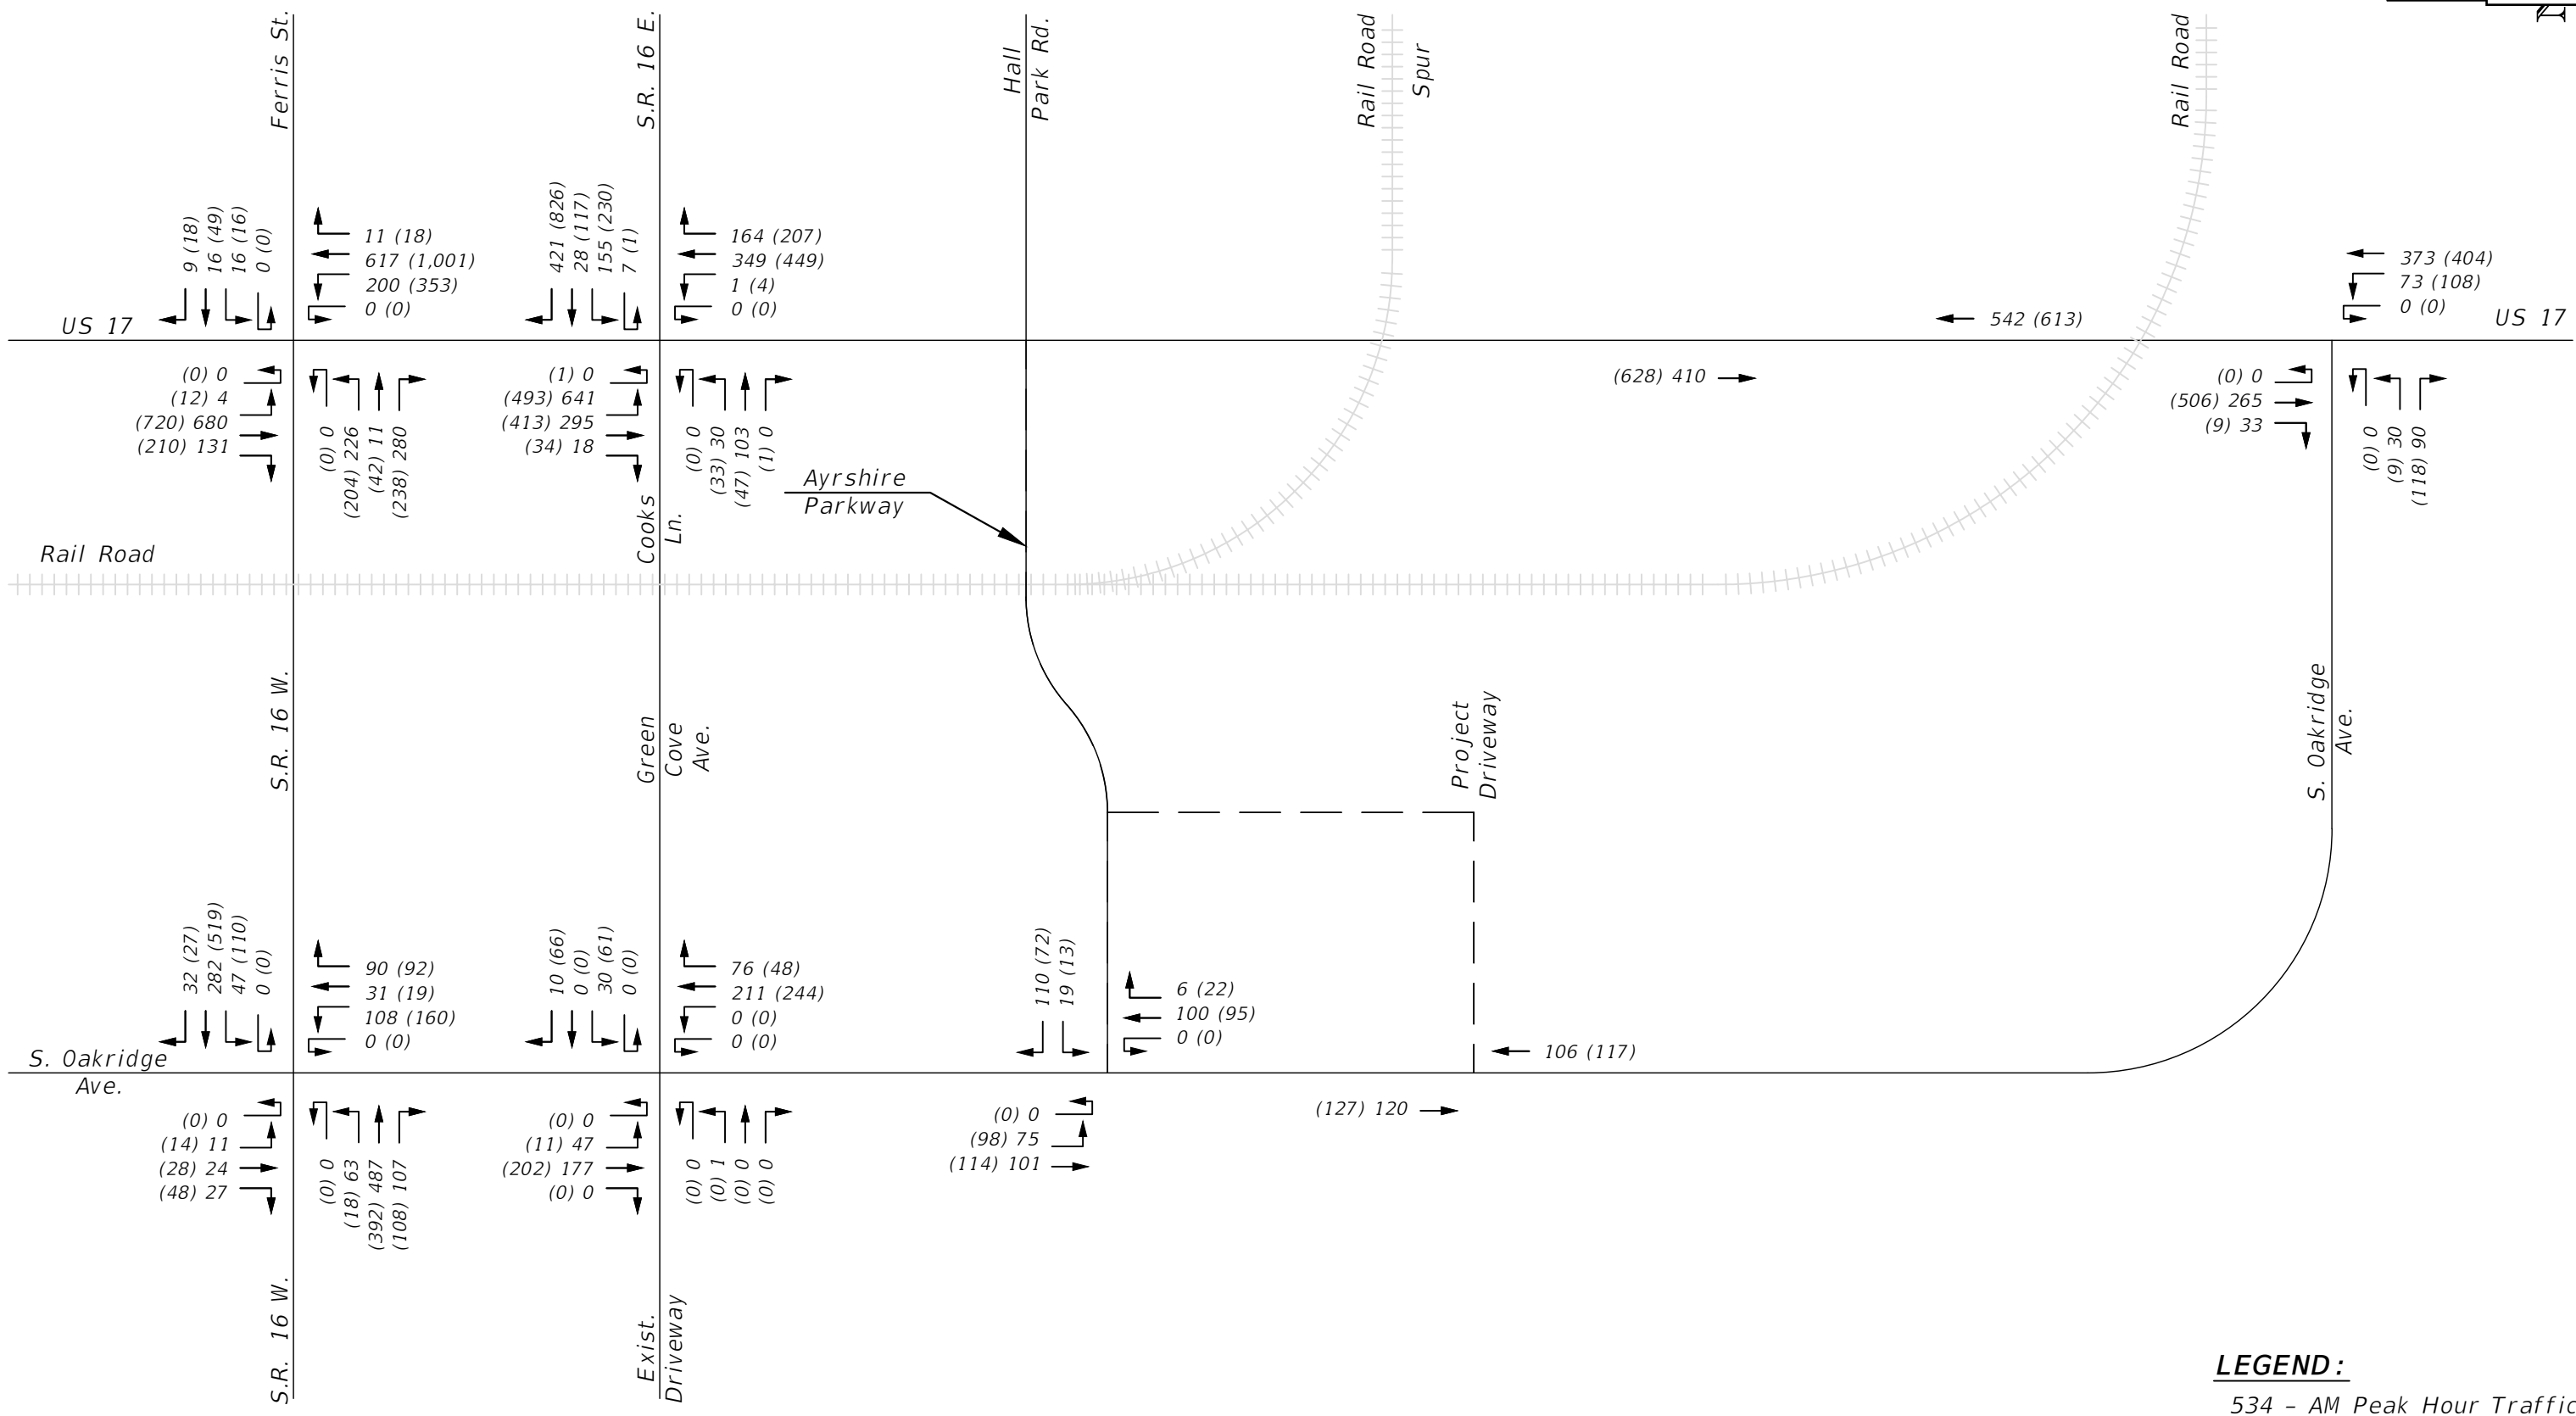 Ferris St.
S.R. 16 E.
Hall
Park Rd.
Rail Road
Spur
Rail Road
9 (18)
16 (49)
16 (16)
0 (0)
11 (18)
617 (1,001)
200 (353)
0 (0)
421 (826)
28 (117)
155 (230)
7 (1)
164 (207)
349 (449)
1 (4)
0 (0)
373 (404)
73 (108)
0 (0)
US 17
542 (613)
US 17
(0) 0
(12) 4
(720) 680
(210) 131
(0) 0
(204) 226
(42) 11
(238) 280
(1) 0
(493) 641
(413) 295
(34) 18
(0) 0
(33) 30
(47) 103
(1) 0
(628) 410
(0) 0
(506) 265
(9) 33
(0) 0
(9) 30
(118) 90
Ayrshire
Parkway
Cooks
Ln.
Rail Road
S.R. 16 W.
Green
Cove
Ave.
Project
Driveway
S. Oakridge
Ave.
32 (27)
282 (519)
47 (110)
0 (0)
90 (92)
31 (19)
108 (160)
0 (0)
10 (66)
0 (0)
30 (61)
0 (0)
76 (48)
211 (244)
0 (0)
0 (0)
110 (72)
19 (13)
6 (22)
100 (95)
0 (0)
S. Oakridge
Ave.
106 (117)
(0) 0
(14) 11
(28) 24
(48) 27
(0) 0
(18) 63
(392) 487
(108) 107
(0) 0
(11) 47
(202) 177
(0) 0
(0) 0
(0) 1
(0) 0
(0) 0
(0) 0
(98) 75
(114) 101
(127) 120
S.R. 16 W.
Exist.
Driveway
LEGEND:
534 – AM Peak Hour Traffic